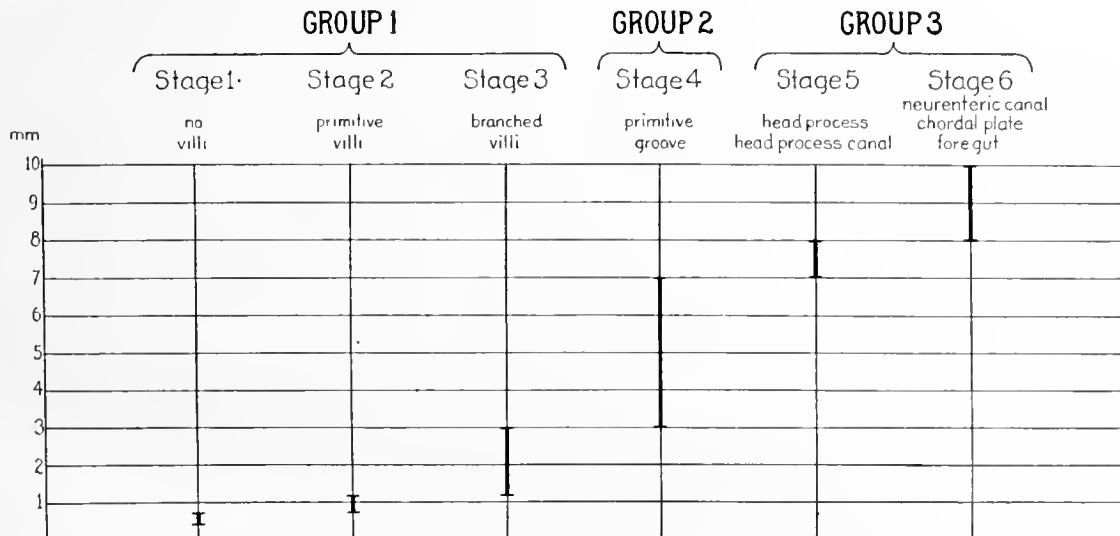 GROUP 1 GROUP 2 GROUP 3
Stage 1. Stage 2 Stage 3 Stage 4 Stage 5 Stage 6
no primitive branched primitive head process neurenteric canal
villi villi villi groove head process canal chordal plate
fore gut
mm
10
9
8
7
6
5
4
3
2
1